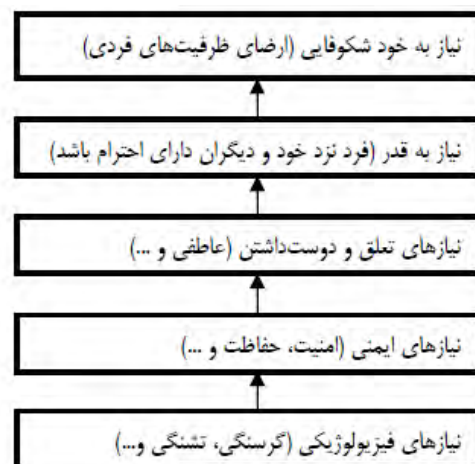 نیاز به خود شکوفایی (ارضای ظرفیت‌های فردی)
نیاز به قدر (فرد نزد خود و دیگران دارای احترام باشد)
نیازهای تعلق و دوست‌داشتن (عاطفی و ...)
نیازهای ایمنی (امنیت، حفاظت و ...)
نیازهای فیزیولوژیکی (گرسنگی، تشنگی و...)